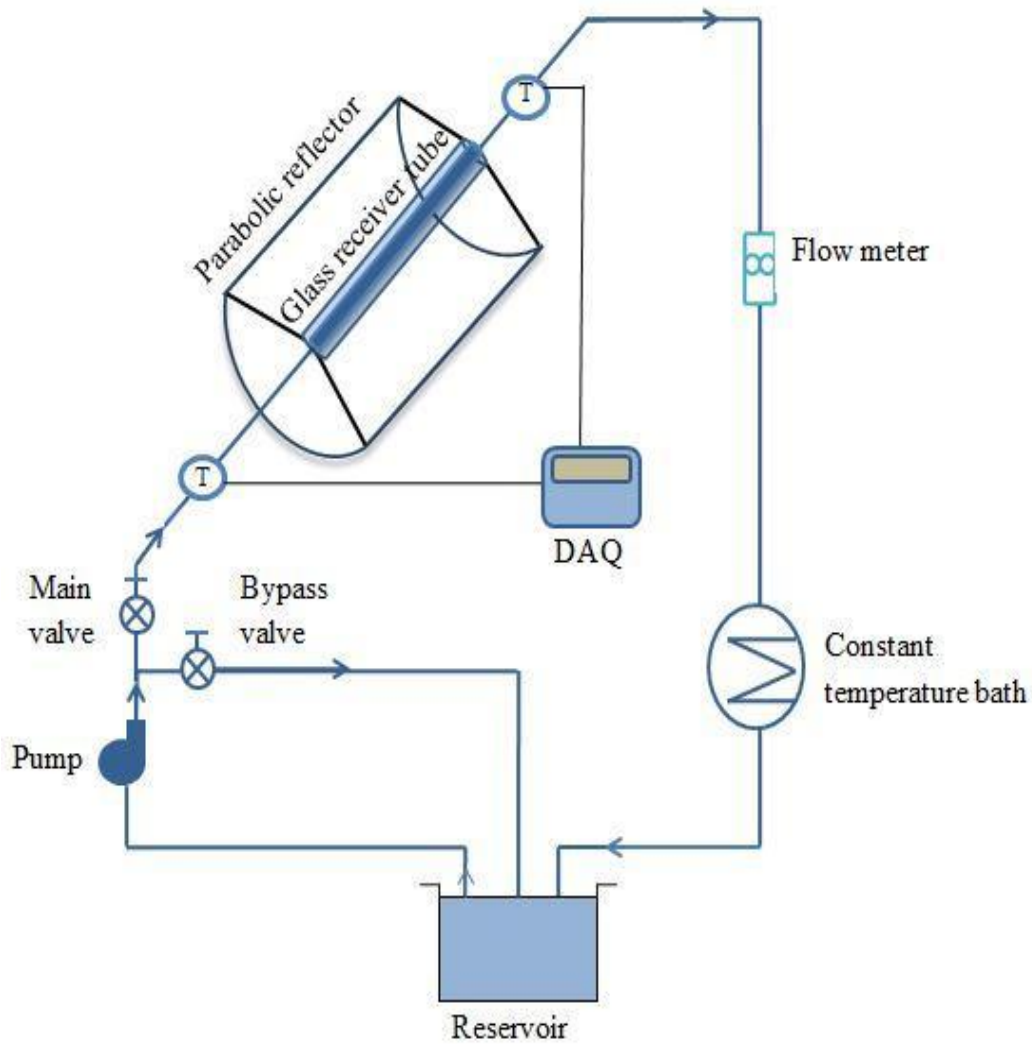 T
Parabolic reflector
Glass receiver tube
Flow meter
T
DAQ
Main
valve
Bypass
valve
Constant
temperature bath
Pump
Reservoir